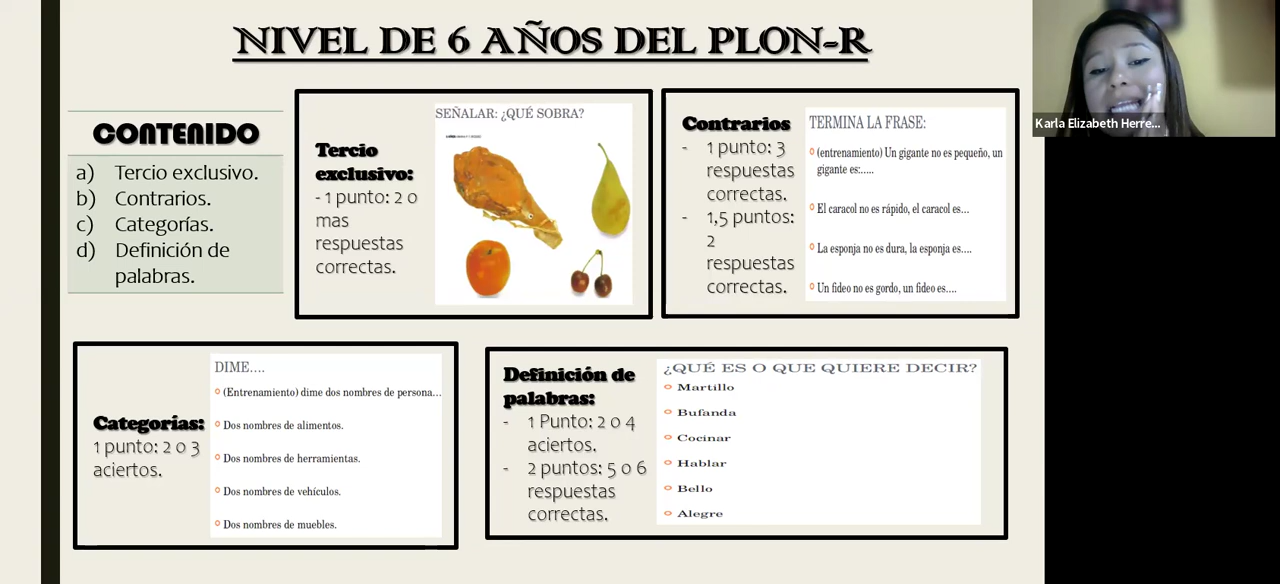 NIVEL DE 6 AÑOS DEL PLON-R
CONTENIDO
a) Tercio exclusivo.
b) Contrarios.
c) Categorías.
d) Definición de
palabras.
Tercio
exclusivo:
- 1 punto: 2 o
mas
respuestas
correctas.
SEÑALAR: ¿QUÉ SOBRA?
Contrarios
- 1 punto: 3
respuestas
correctas.
- 1,5 puntos:
2
respuestas
correctas.
TERMINA LA FRASE:
(entrenamiento) Un gigante no es pequeño, un
gigante es:.....
El caracol no es rápido, el caracol es...
La esponja no es dura, la esponja es....
Un fideo no es gordo, un fideo es....
Categorías:
1 punto: 2 o 3
aciertos.
DIME....
(Entrenamiento) dime dos nombres de persona...
Dos nombres de alimentos.
Dos nombres de herramientas.
Dos nombres de vehículos.
Dos nombres de muebles.
Definición de
palabras:
- 1 Punto: 2 o 4
aciertos.
- 2 puntos: 5 o 6
respuestas
correctas.
¿QUÉ ES O QUE QUIERE DECIR?
Martillo
Bufanda
Cocinar
Hablar
Bello
Alegre
Karla Elizabeth Herre...